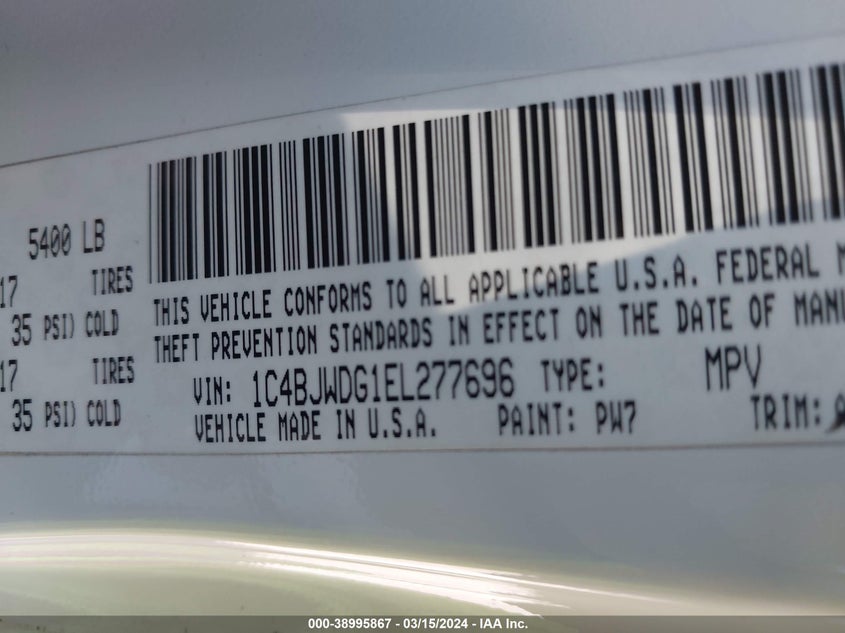 5400 LB
17 TIRES
35 PSI) COLD
17 TIRES
35 PSI) COLD
THIS VEHICLE CONFORMS TO ALL APPLICABLE U.S.A. FEDERAL
THEFT PREVENTION STANDARDS IN EFFECT ON THE DATE OF
VIN: 1C4BJWDG1EL277696 TYPE: MPV
VEHICLE MADE IN U.S.A. PAINT: PW7 TRIM:
000-38995867 - 03/15/2024 - IAA Inc.